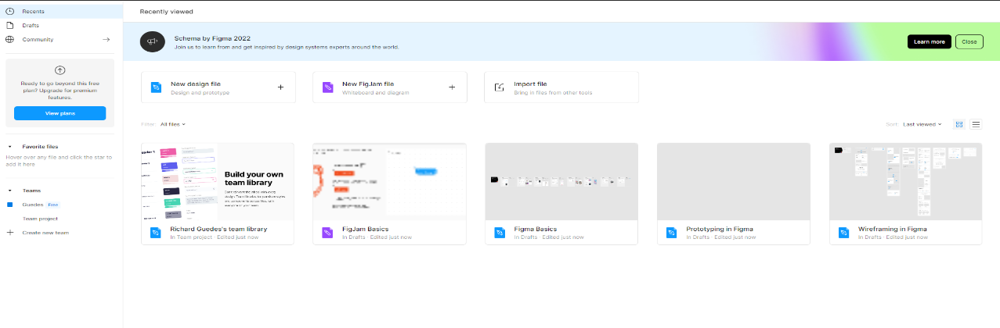 Recents
Drafts
Community
Ready to go beyond this free
plan? Upgrade for premium
features.
View plans
Favorite files
Hover over any file and click the star to
add it here
Teams
Guedes Free
Team project
Create new team
Recently viewed
Schema by Figma 2022
Join us to learn from and get inspired by design systems experts around the world.
Learn more
Close
New design file
Design and prototype
New FigJam file
Whiteboard and diagram
Import file
Bring in files from other tools
Filter: All files
Sort: Last viewed
Build your own
team library
Richard Guedes's team library
In Team project · Edited just now
FigJam Basics
In Drafts · Edited just now
Figma Basics
In Drafts · Edited just now
Prototyping in Figma
In Drafts · Edited just now
Wireframing in Figma
In Drafts · Edited just now